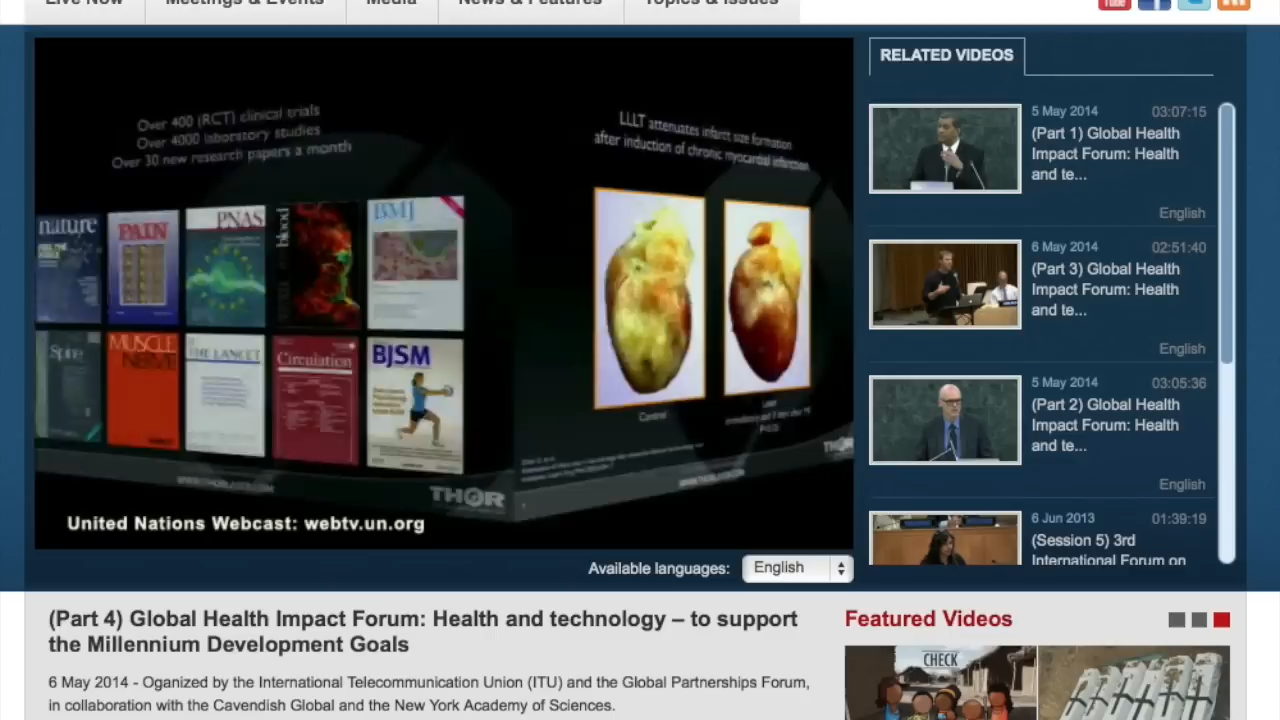 Live Now
Meetings & Events
Media
News & Features
Topics & Issues
You
Tube
Over 400 (RCT) clinical trials
Over 4000 laboratory studies
Over 30 new research papers a month
LLLT attenuates infarct size formation
after induction of chronic myocardial infarction
nature
PAIN
PNAS
blood
BMJ
Spine
MUSCLE
NERVE
THE LANCET
Circulation
BJSM
Control
Laser
THOR
THOR
United Nations Webcast: webtv.un.org
Available languages:
English
RELATED VIDEOS
5 May 2014
03:07:15
(Part 1) Global Health
Impact Forum: Health
and te...
English
6 May 2014
02:51:40
(Part 3) Global Health
Impact Forum: Health
and te...
English
5 May 2014
03:05:36
(Part 2) Global Health
Impact Forum: Health
and te...
English
6 Jun 2013
01:39:19
(Session 5) 3rd
International Forum on
(Part 4) Global Health Impact Forum: Health and technology – to support
the Millennium Development Goals
6 May 2014 - Oganized by the International Telecommunication Union (ITU) and the Global Partnerships Forum,
in collaboration with the Cavendish Global and the New York Academy of Sciences.
Featured Videos
CHECK